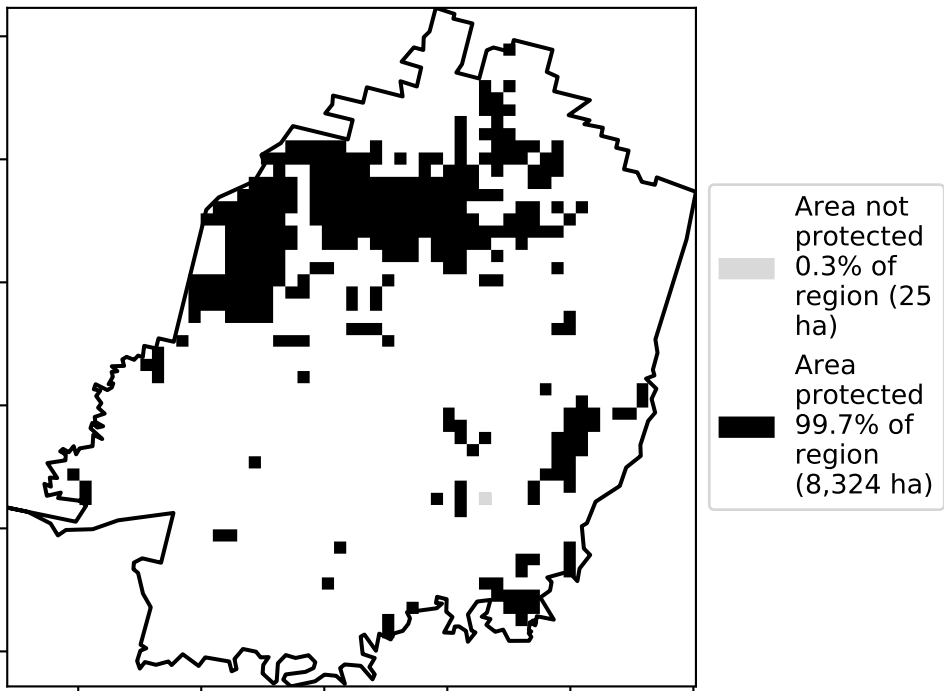 Area not
protected
0.3% of
region (25
ha)
Area
protected
99.7% of
region
(8,324 ha)